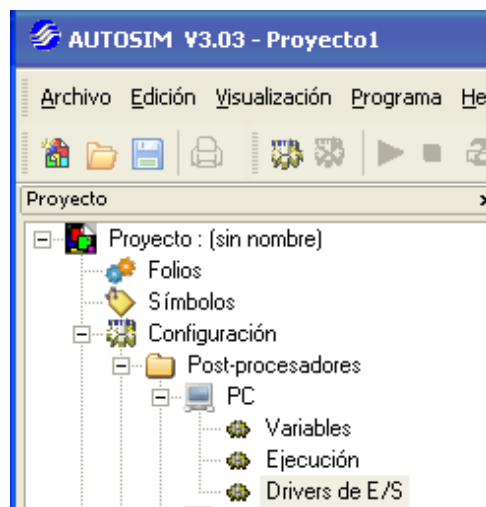 AUTOSIM V3.03 - Proyecto1
Archivo Edición Visualización Programa He
Proyecto
Proyecto : (sin nombre)
Folios
Símbolos
Configuración
Post-procesadores
PC
Variables
Ejecución
Drivers de E/S